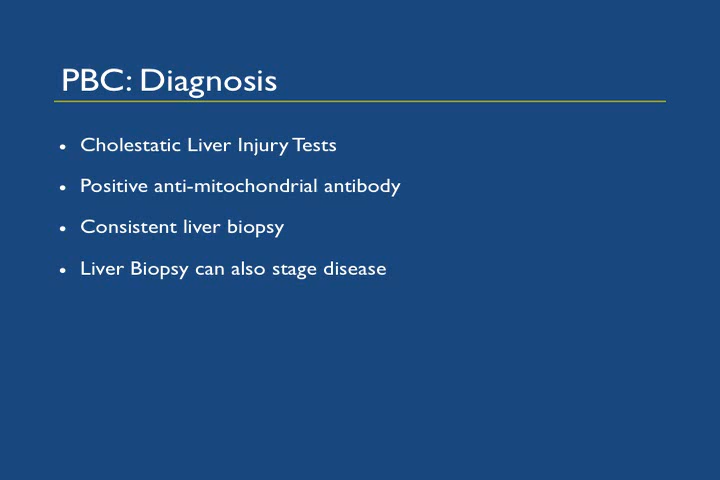 PBC: Diagnosis
• Cholestatic Liver Injury Tests
• Positive anti-mitochondrial antibody
• Consistent liver biopsy
• Liver Biopsy can also stage disease